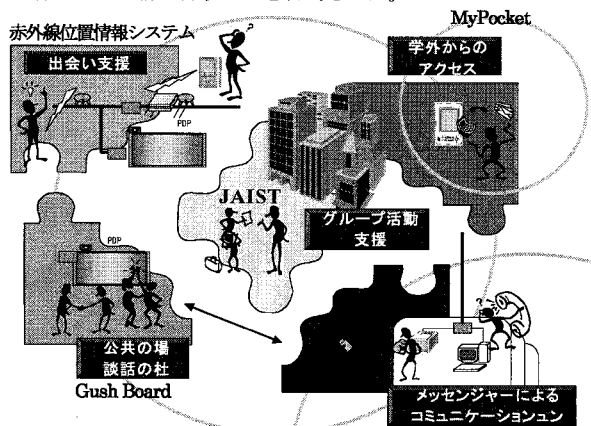 赤外線位置情報システム
出会い支援
PDP
MyPocket
学外からの
アクセス
JAIST
グループ活動
支援
PDP
公共の場
談話の杜
Gush Board
メッセンジャーによる
コミュニケーションュン